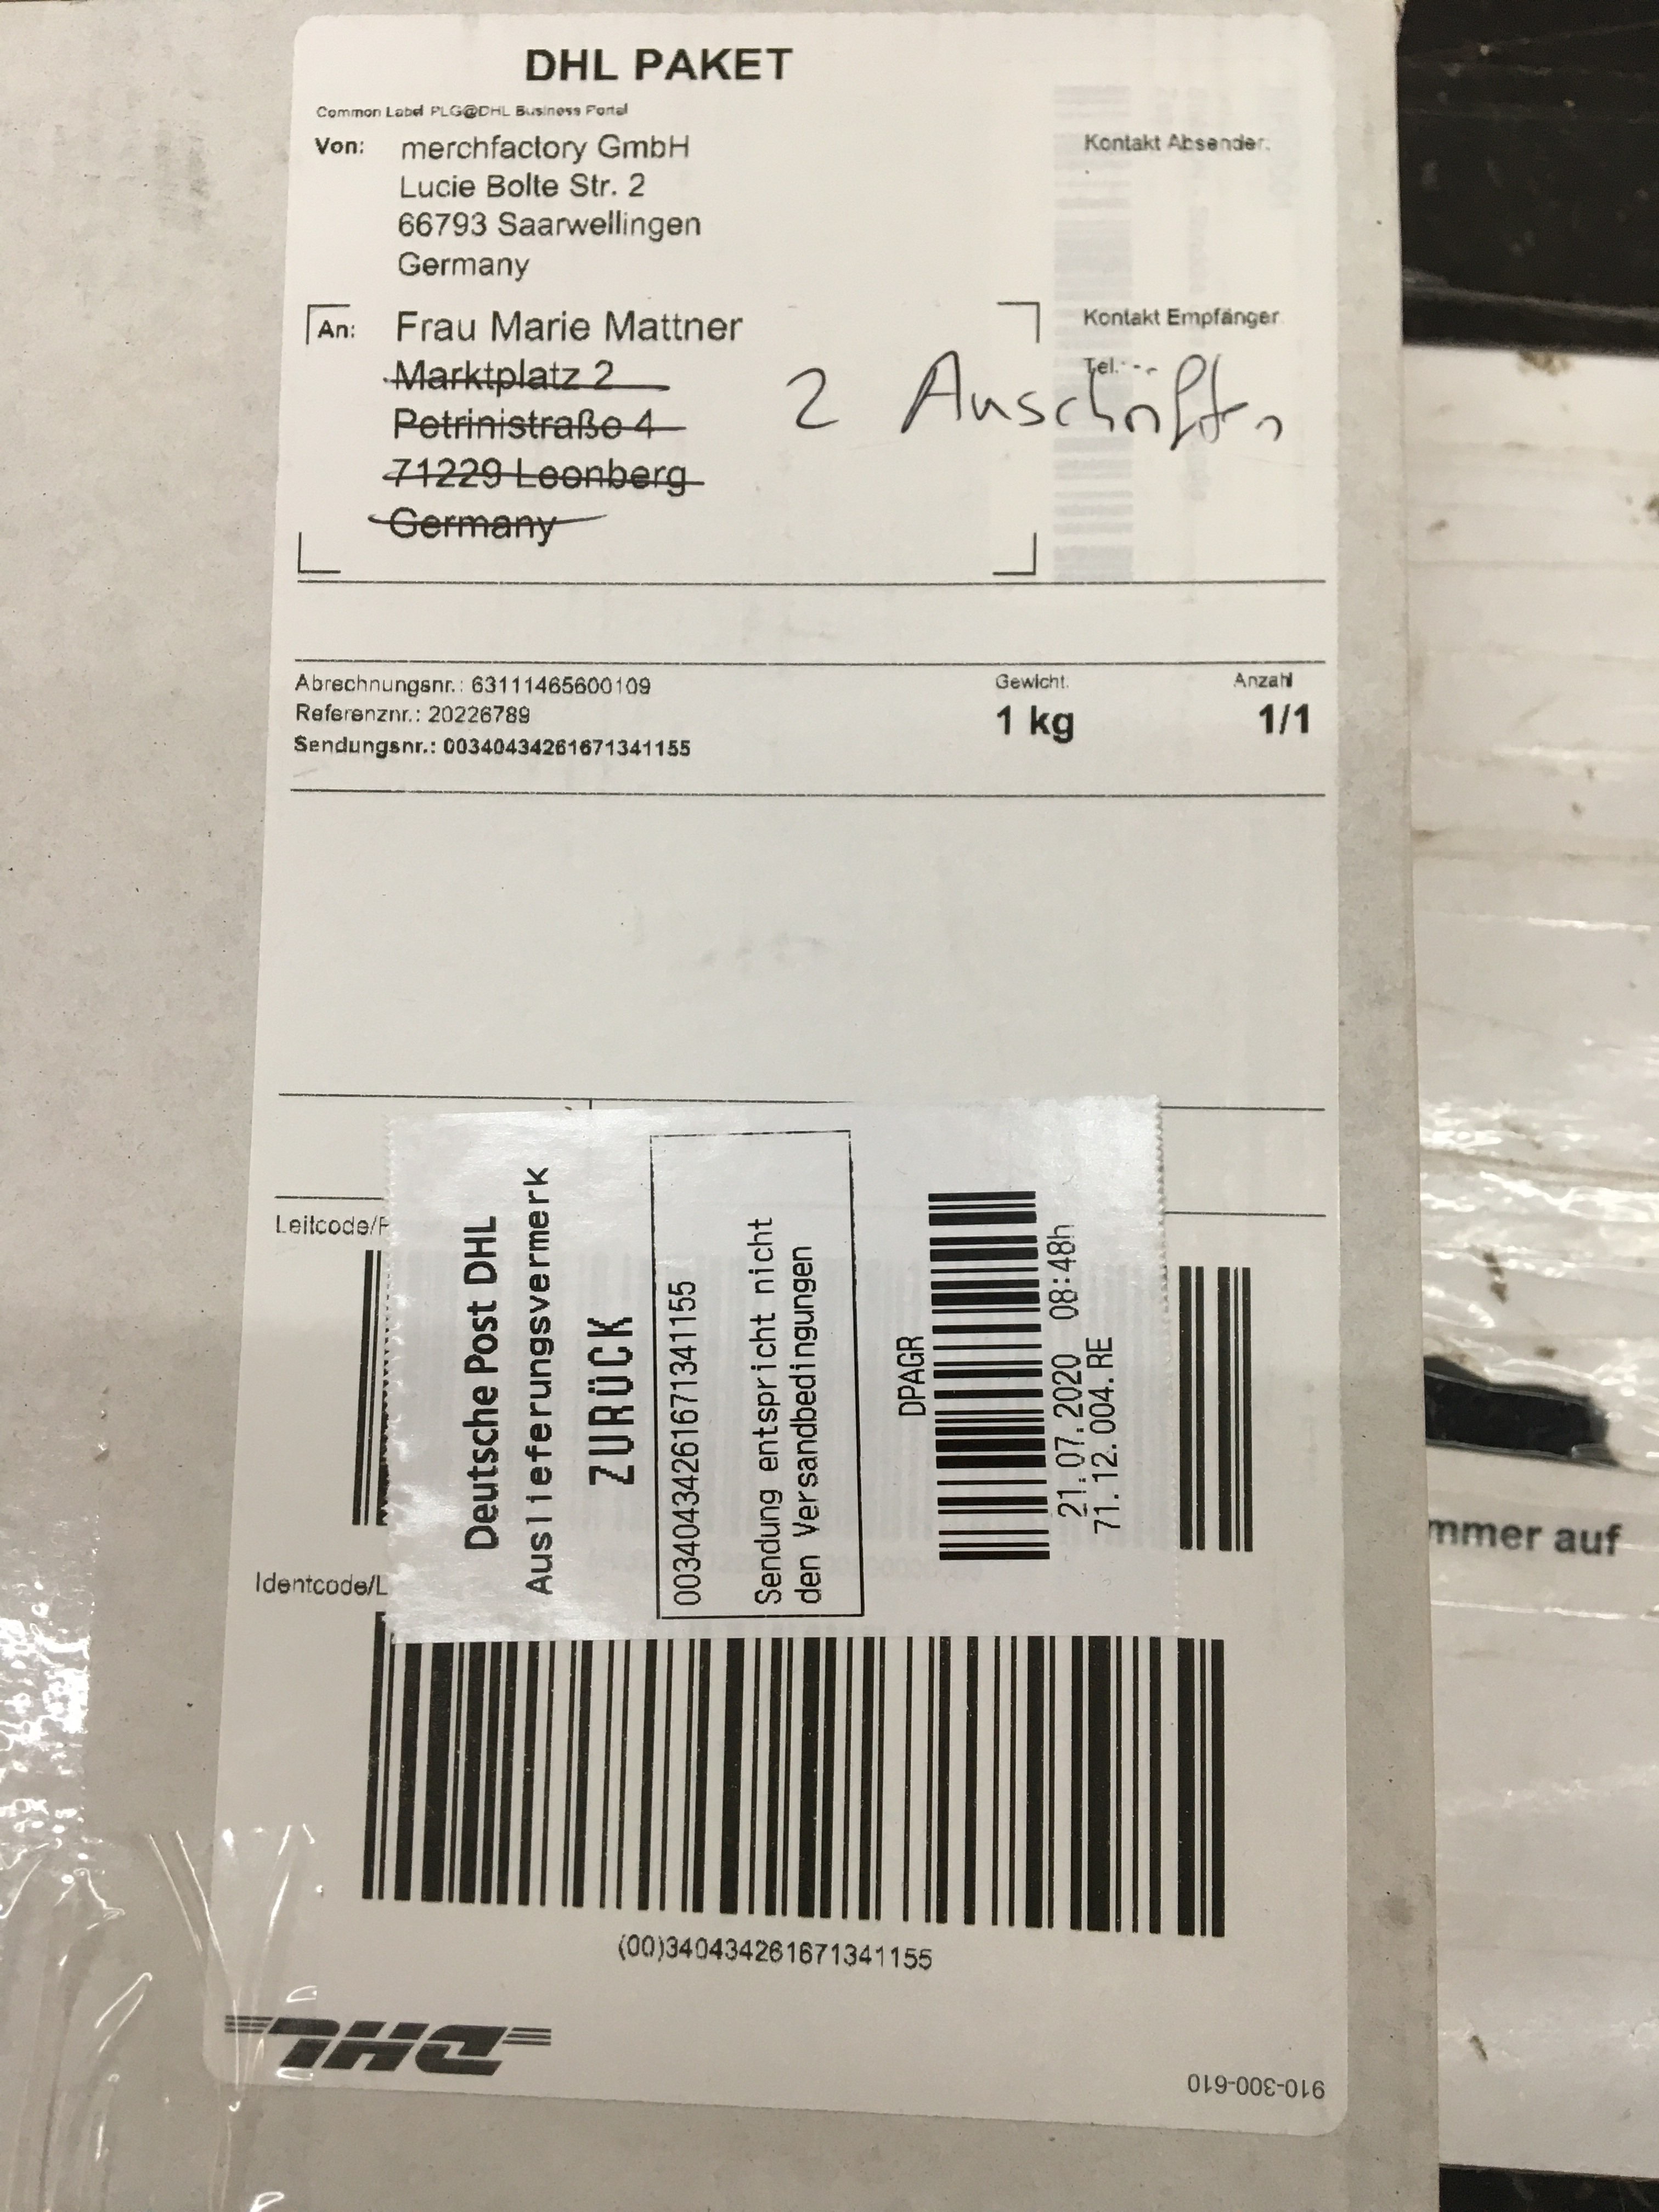 DHL PAKET
Common Label PLG@DHL Business Portal
Von: merchfactory GmbH
Lucie Bolte Str. 2
66793 Saarwellingen
Germany
Kontakt Absender:
An: Frau Marie Mattner
Marktplatz 2
Petrinistraße 4
71229 Leonberg
Germany
Kontakt Empfänger
Tel.: --
2 Anschriften
Abrechnungsnr.: 63111465600109
Referenznr.: 20226789
Sendungsnr.: 00340434261671341155
Gewicht:
1 kg
Anzahl
1/1
Leitcode/R
Deutsche Post DHL
Auslieferungsvermerk
ZURÜCK
00340434261671341155
Sendung entspricht nicht
den Versandbedingungen
DPAGR
21.07.2020 08:48h
71.12.004.RE
Identcode/L
(00)340434261671341155
DHL
910-300-610
mmer auf